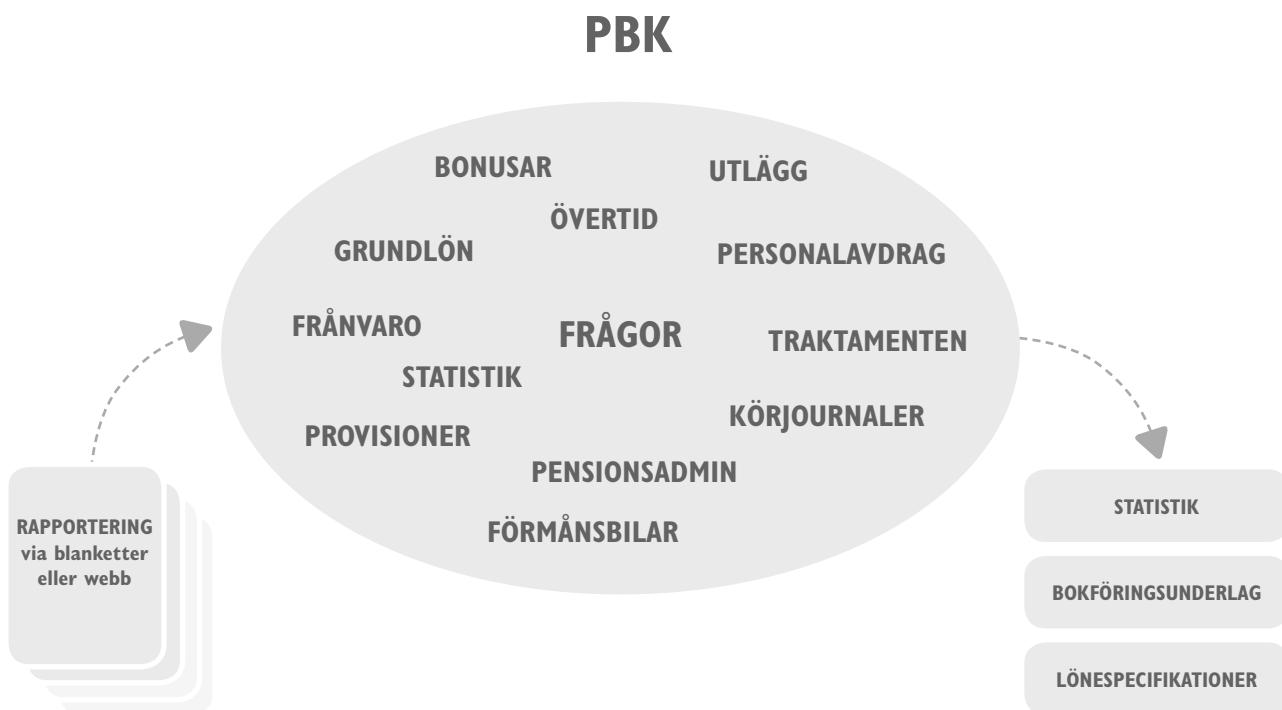 PBK
BONUSAR
UTLÄGG
ÖVERTID
GRUNDLÖN
PERSONALAVDRAG
FRÅNVARO
FRÅGOR
TRAKTAMENTEN
STATISTIK
KÖRJOURNALER
PROVISIONER
PENSIONSADMIN
FÖRMÅNSBILAR
RAPPORTERING
via blanketter
eller webb
STATISTIK
BOKFÖRINGSUNDERLAG
LÖNESPECIFIKATIONER